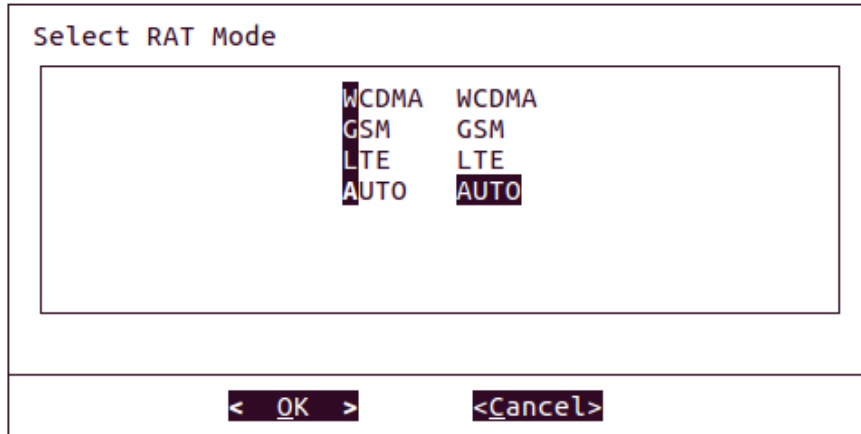 Select RAT Mode
WCDMA WCDMA
GSM GSM
LTE LTE
AUTO AUTO
< OK > <Cancel>